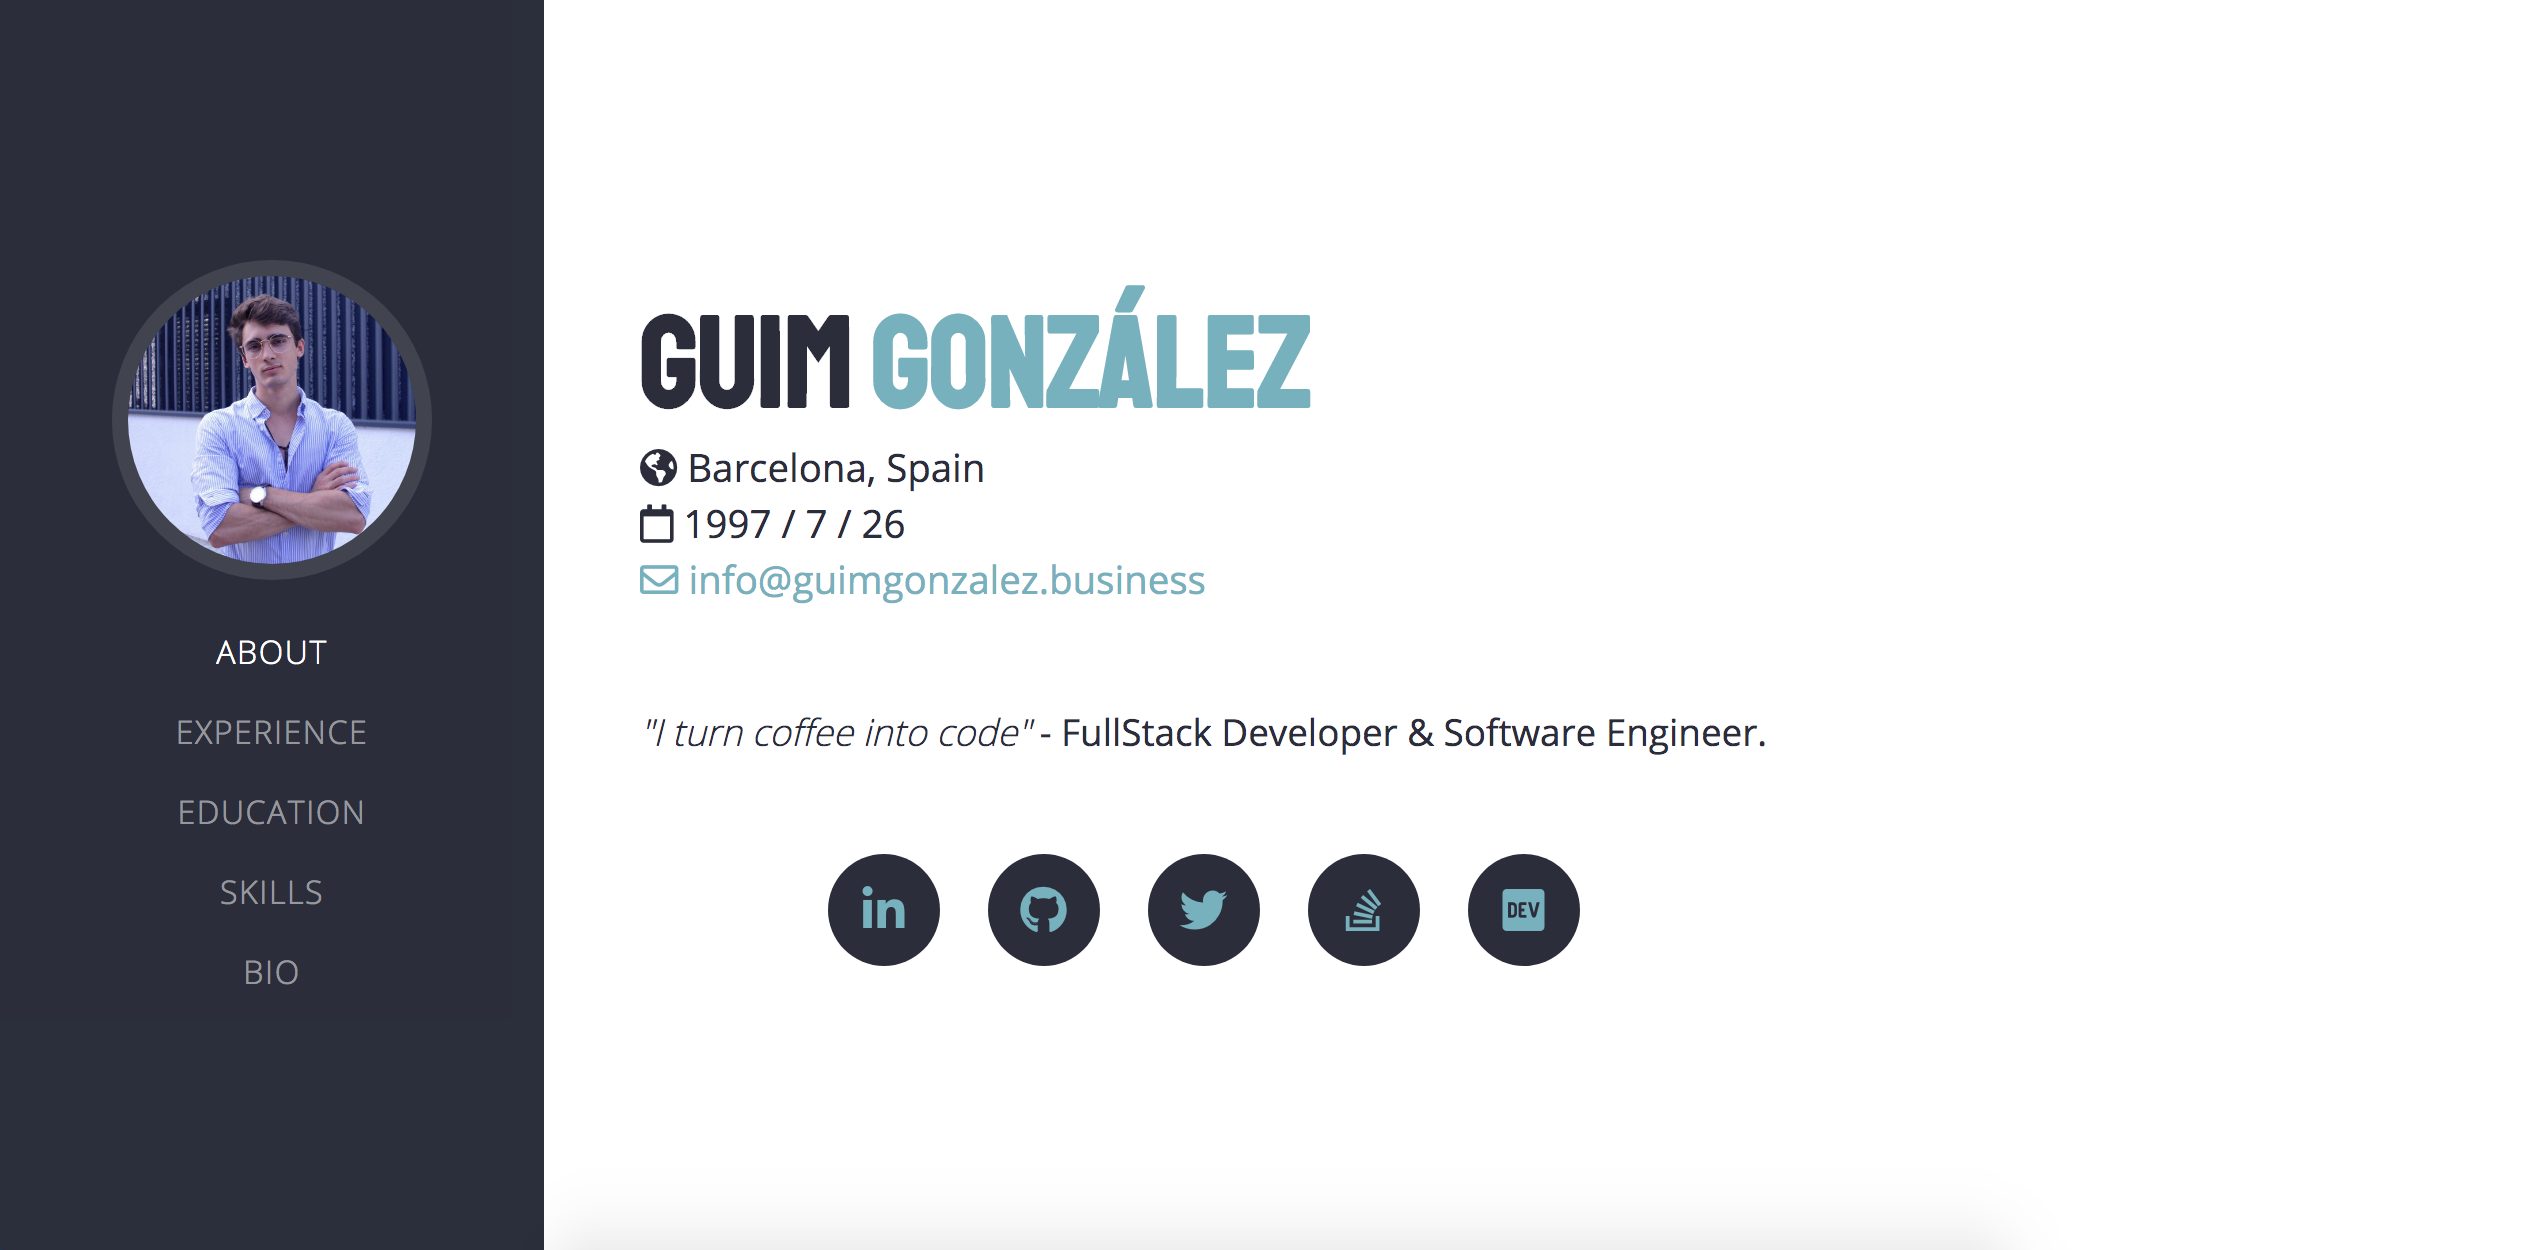 ABOUT
EXPERIENCE
EDUCATION
SKILLS
BIO
GUIM GONZÁLEZ
Barcelona, Spain
1997 / 7 / 26
info@guimgonzalez.business
"I turn coffee into code" - FullStack Developer & Software Engineer.
in
DEV